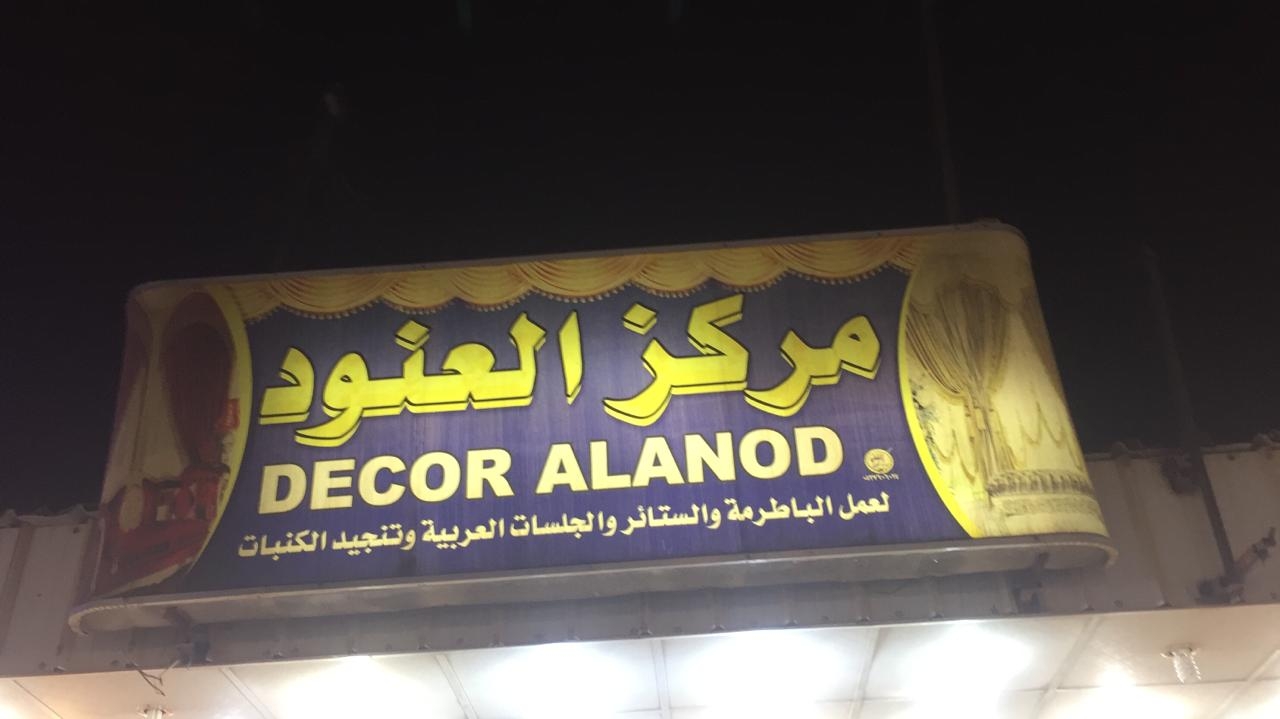 مركز العنود
DECOR ALANOD
لعمل الباطرمة والستائر والجلسات العربية وتنجيد الكنبات